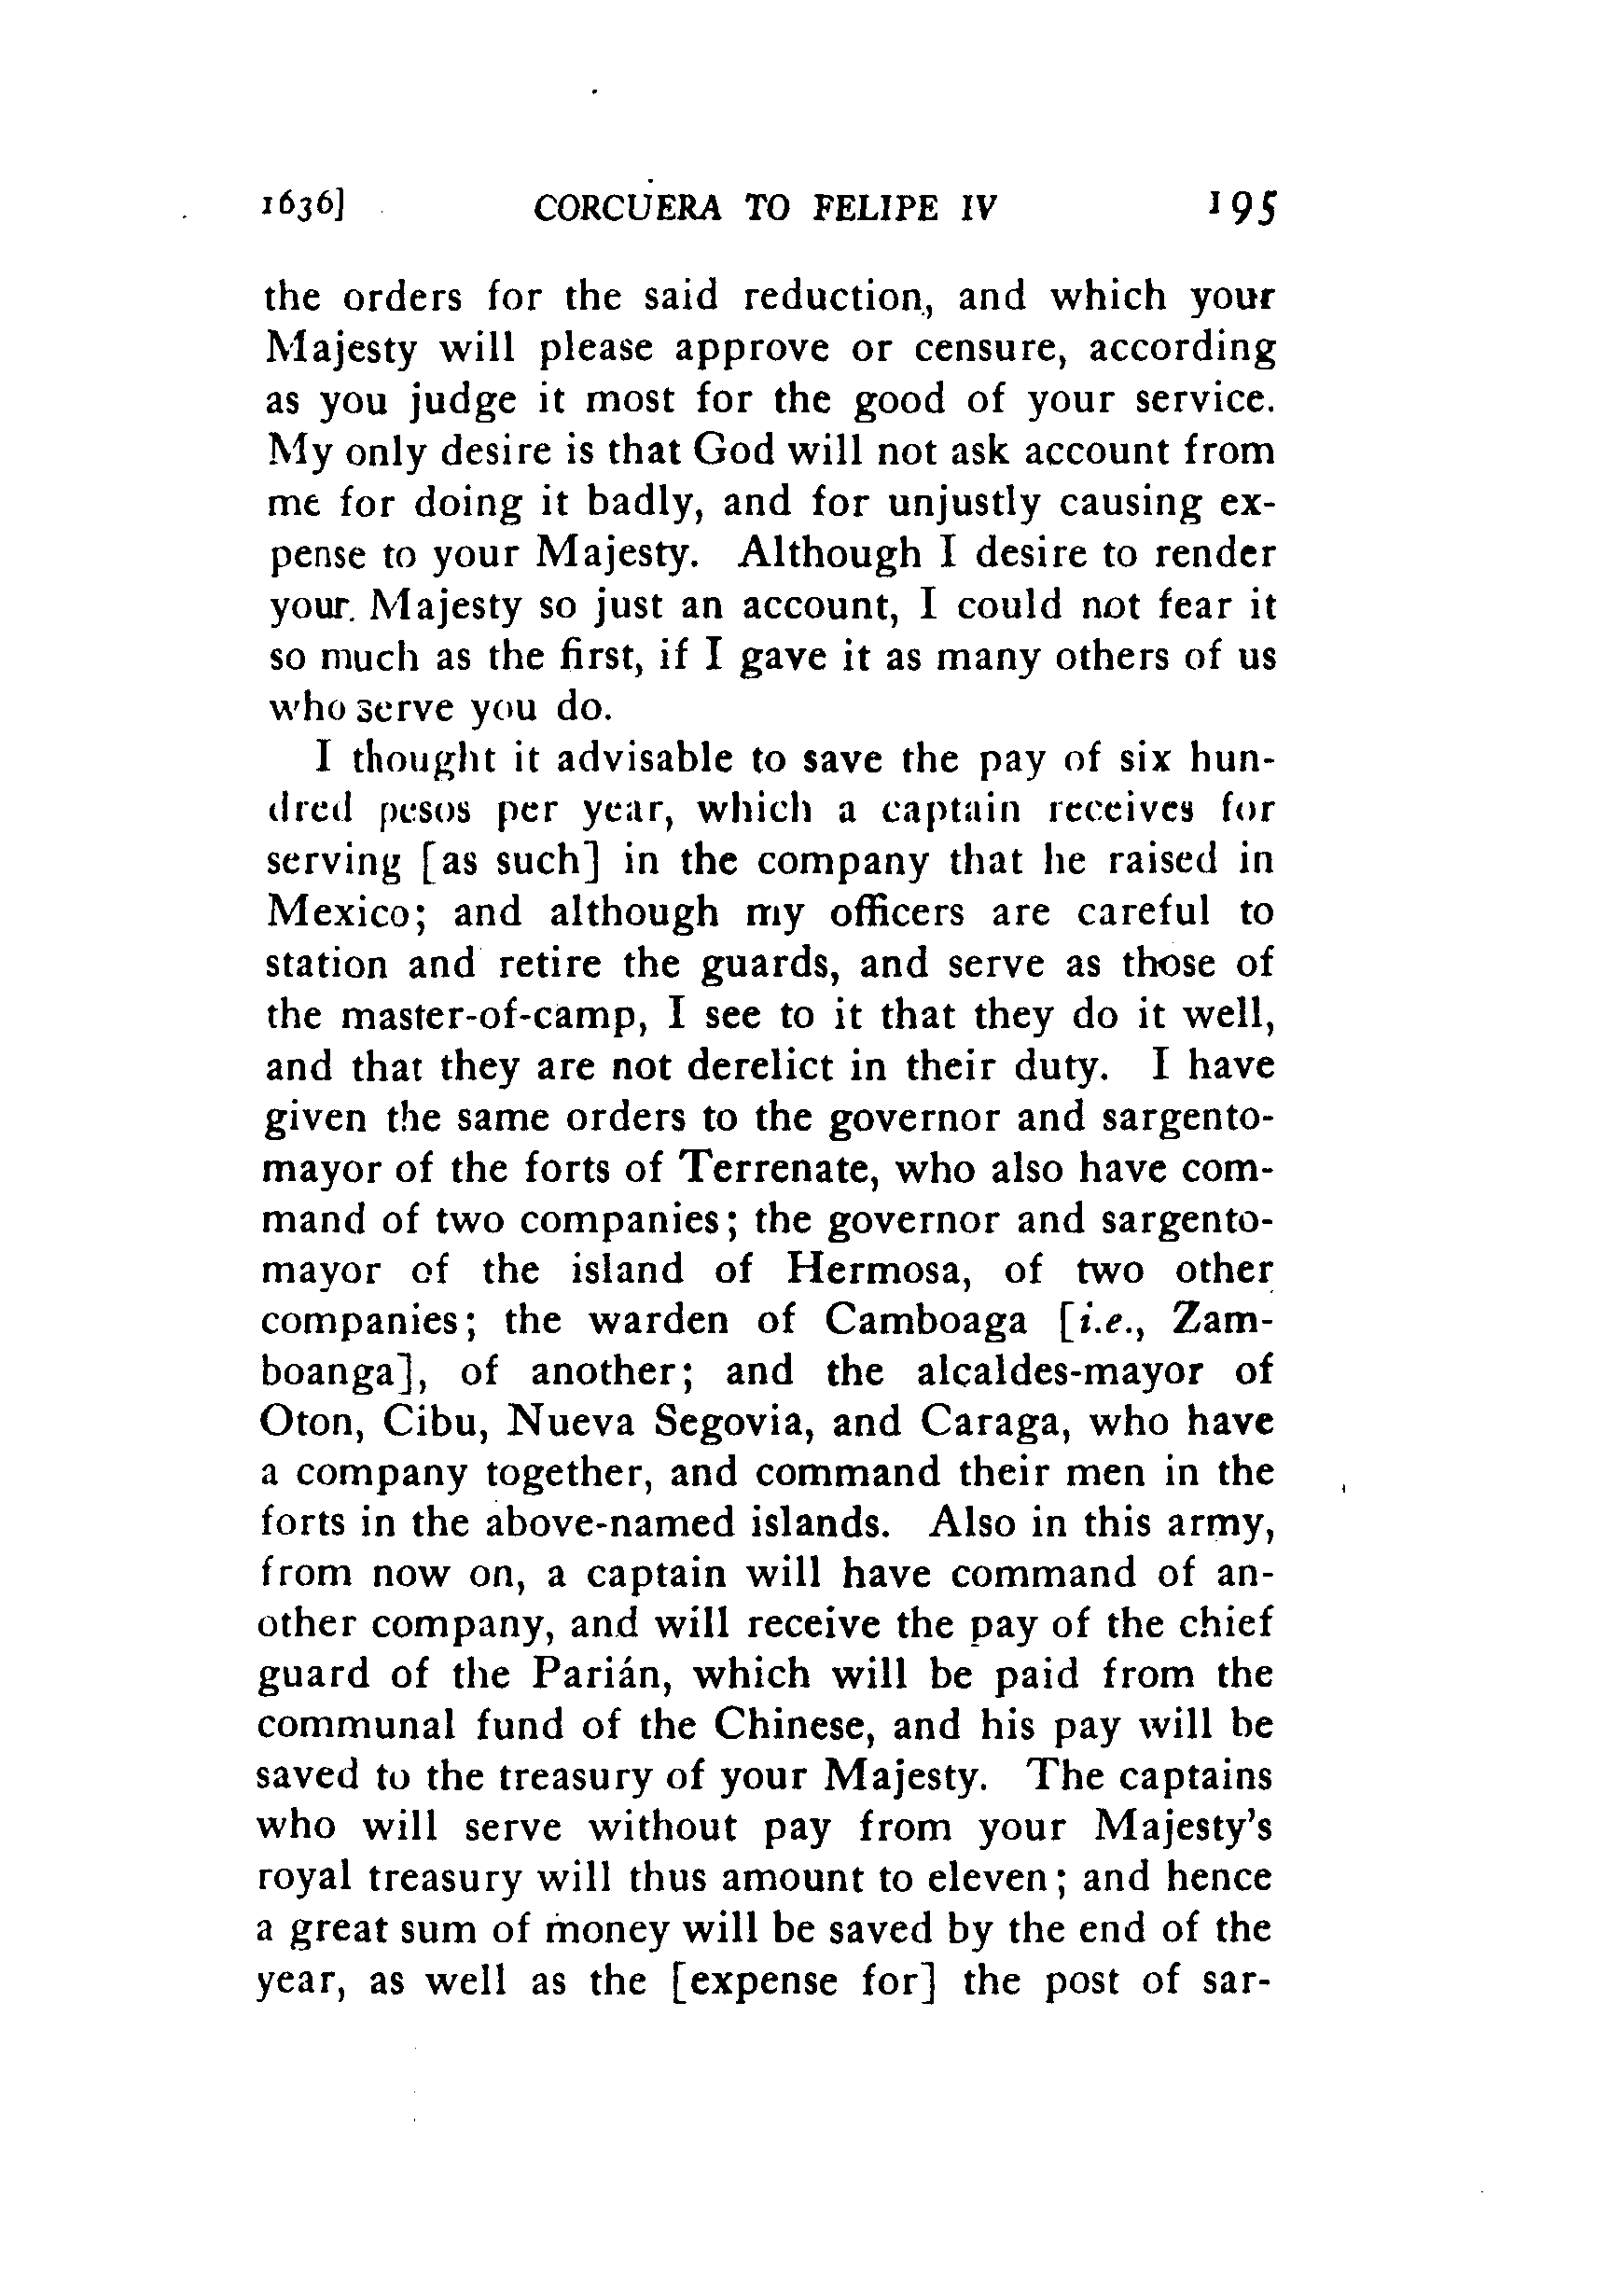 1636] CORCUERA TO FELIPE IV 195
the orders for the said reduction, and which your
Majesty will please approve or censure, according
as you judge it most for the good of your service.
My only desire is that God will not ask account from
me for doing it badly, and for unjustly causing ex-
pense to your Majesty. Although I desire to render
your Majesty so just an account, I could not fear it
so much as the first, if I gave it as many others of us
who serve you do.
I thought it advisable to save the pay of six hun-
dred pesos per year, which a captain receives for
serving [as such] in the company that he raised in
Mexico; and although my officers are careful to
station and retire the guards, and serve as those of
the master-of-camp, I see to it that they do it well,
and that they are not derelict in their duty. I have
given the same orders to the governor and sargento-
mayor of the forts of Terrenate, who also have com-
mand of two companies; the governor and sargento-
mayor of the island of Hermosa, of two other
companies; the warden of Camboaga [i.e., Zam-
boanga], of another; and the alcaldes-mayor of
Oton, Cibu, Nueva Segovia, and Caraga, who have
a company together, and command their men in the
forts in the above-named islands. Also in this army,
from now on, a captain will have command of an-
other company, and will receive the pay of the chief
guard of the Parián, which will be paid from the
communal fund of the Chinese, and his pay will be
saved to the treasury of your Majesty. The captains
who will serve without pay from your Majesty's
royal treasury will thus amount to eleven; and hence
a great sum of money will be saved by the end of the
year, as well as the [expense for] the post of sar-